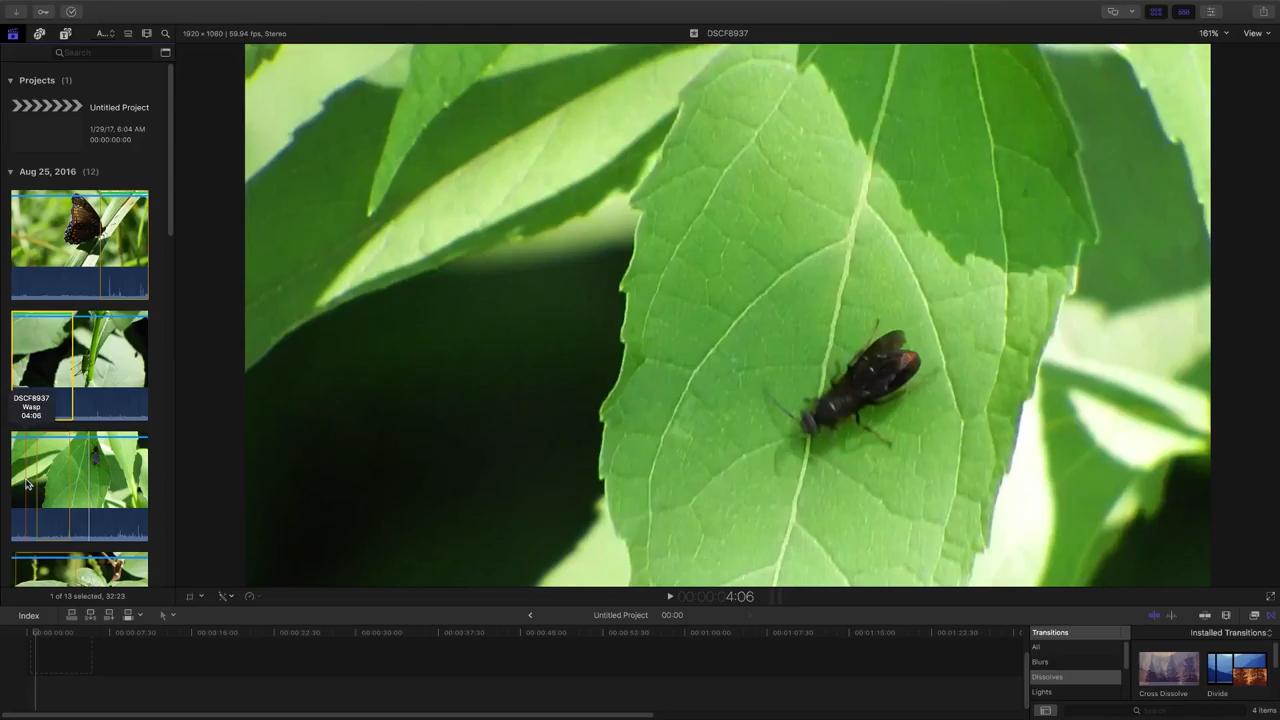 A...
1920 × 1080 | 59.94 fps, Stereo
DSCF8937
161%
View
Search
Projects (1)
Untitled Project
1/29/17, 6:04 AM
00:00:00:00
Aug 25, 2016 (12)
DSCF8937
Wasp
04:06
1 of 13 selected, 32:23
00:00:00:04:06
Index
Untitled Project
00:00
00:00:00:00
00:00:07:30
00:00:15:00
00:00:22:30
00:00:30:00
00:00:37:30
00:00:45:00
00:00:52:30
00:01:00:00
00:01:07:30
00:01:15:00
00:01:22:30
Transitions
Installed Transitions
All
Blurs
Dissolves
Lights
Cross Dissolve
Divide
Search
4 items